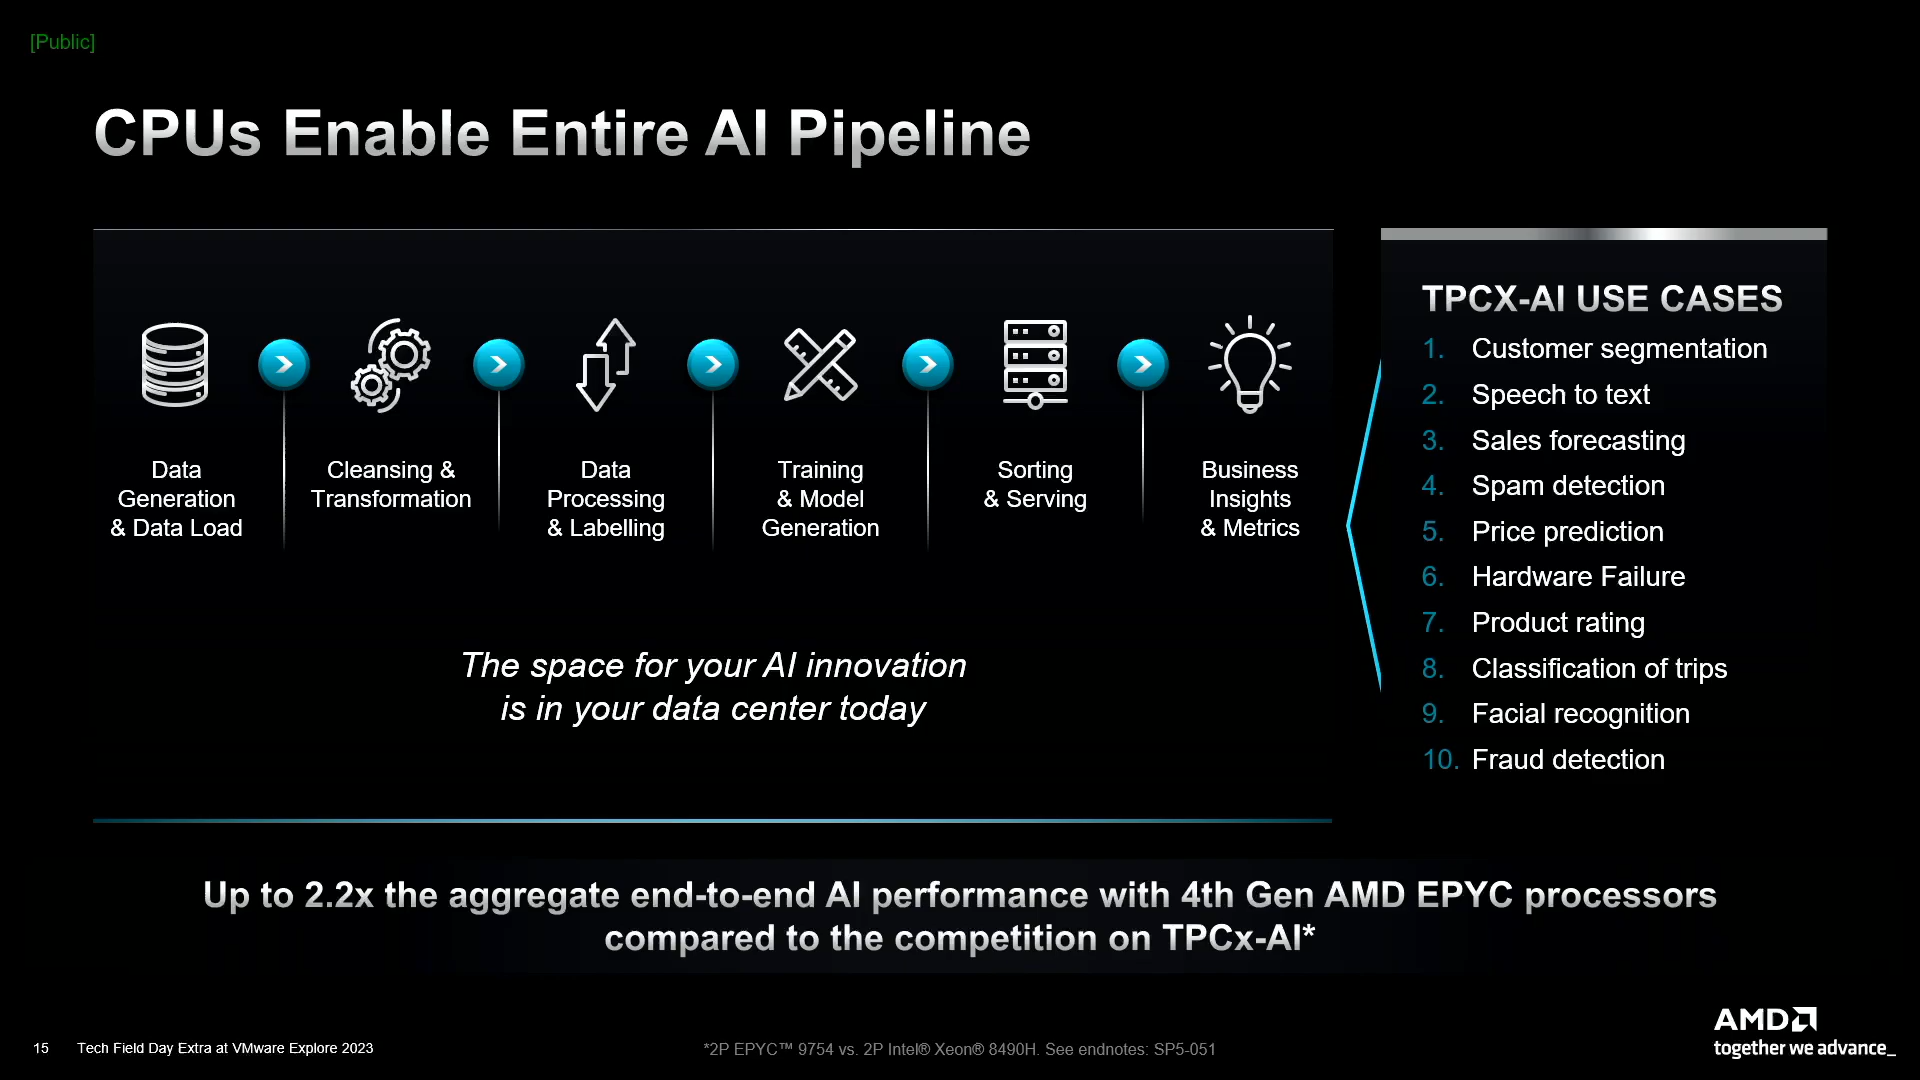 [Public]
CPUs Enable Entire AI Pipeline
Data
Generation
& Data Load
Cleansing &
Transformation
Data
Processing
& Labelling
Training
& Model
Generation
Sorting
& Serving
Business
Insights
& Metrics
The space for your AI innovation
is in your data center today
TPCX-AI USE CASES
1. Customer segmentation
2. Speech to text
3. Sales forecasting
4. Spam detection
5. Price prediction
6. Hardware Failure
7. Product rating
8. Classification of trips
9. Facial recognition
10. Fraud detection
Up to 2.2x the aggregate end-to-end AI performance with 4th Gen AMD EPYC processors
compared to the competition on TPCx-AI*
15 Tech Field Day Extra at VMware Explore 2023
*2P EPYC™ 9754 vs. 2P Intel® Xeon® 8490H. See endnotes: SP5-051
AMD
together we advance_